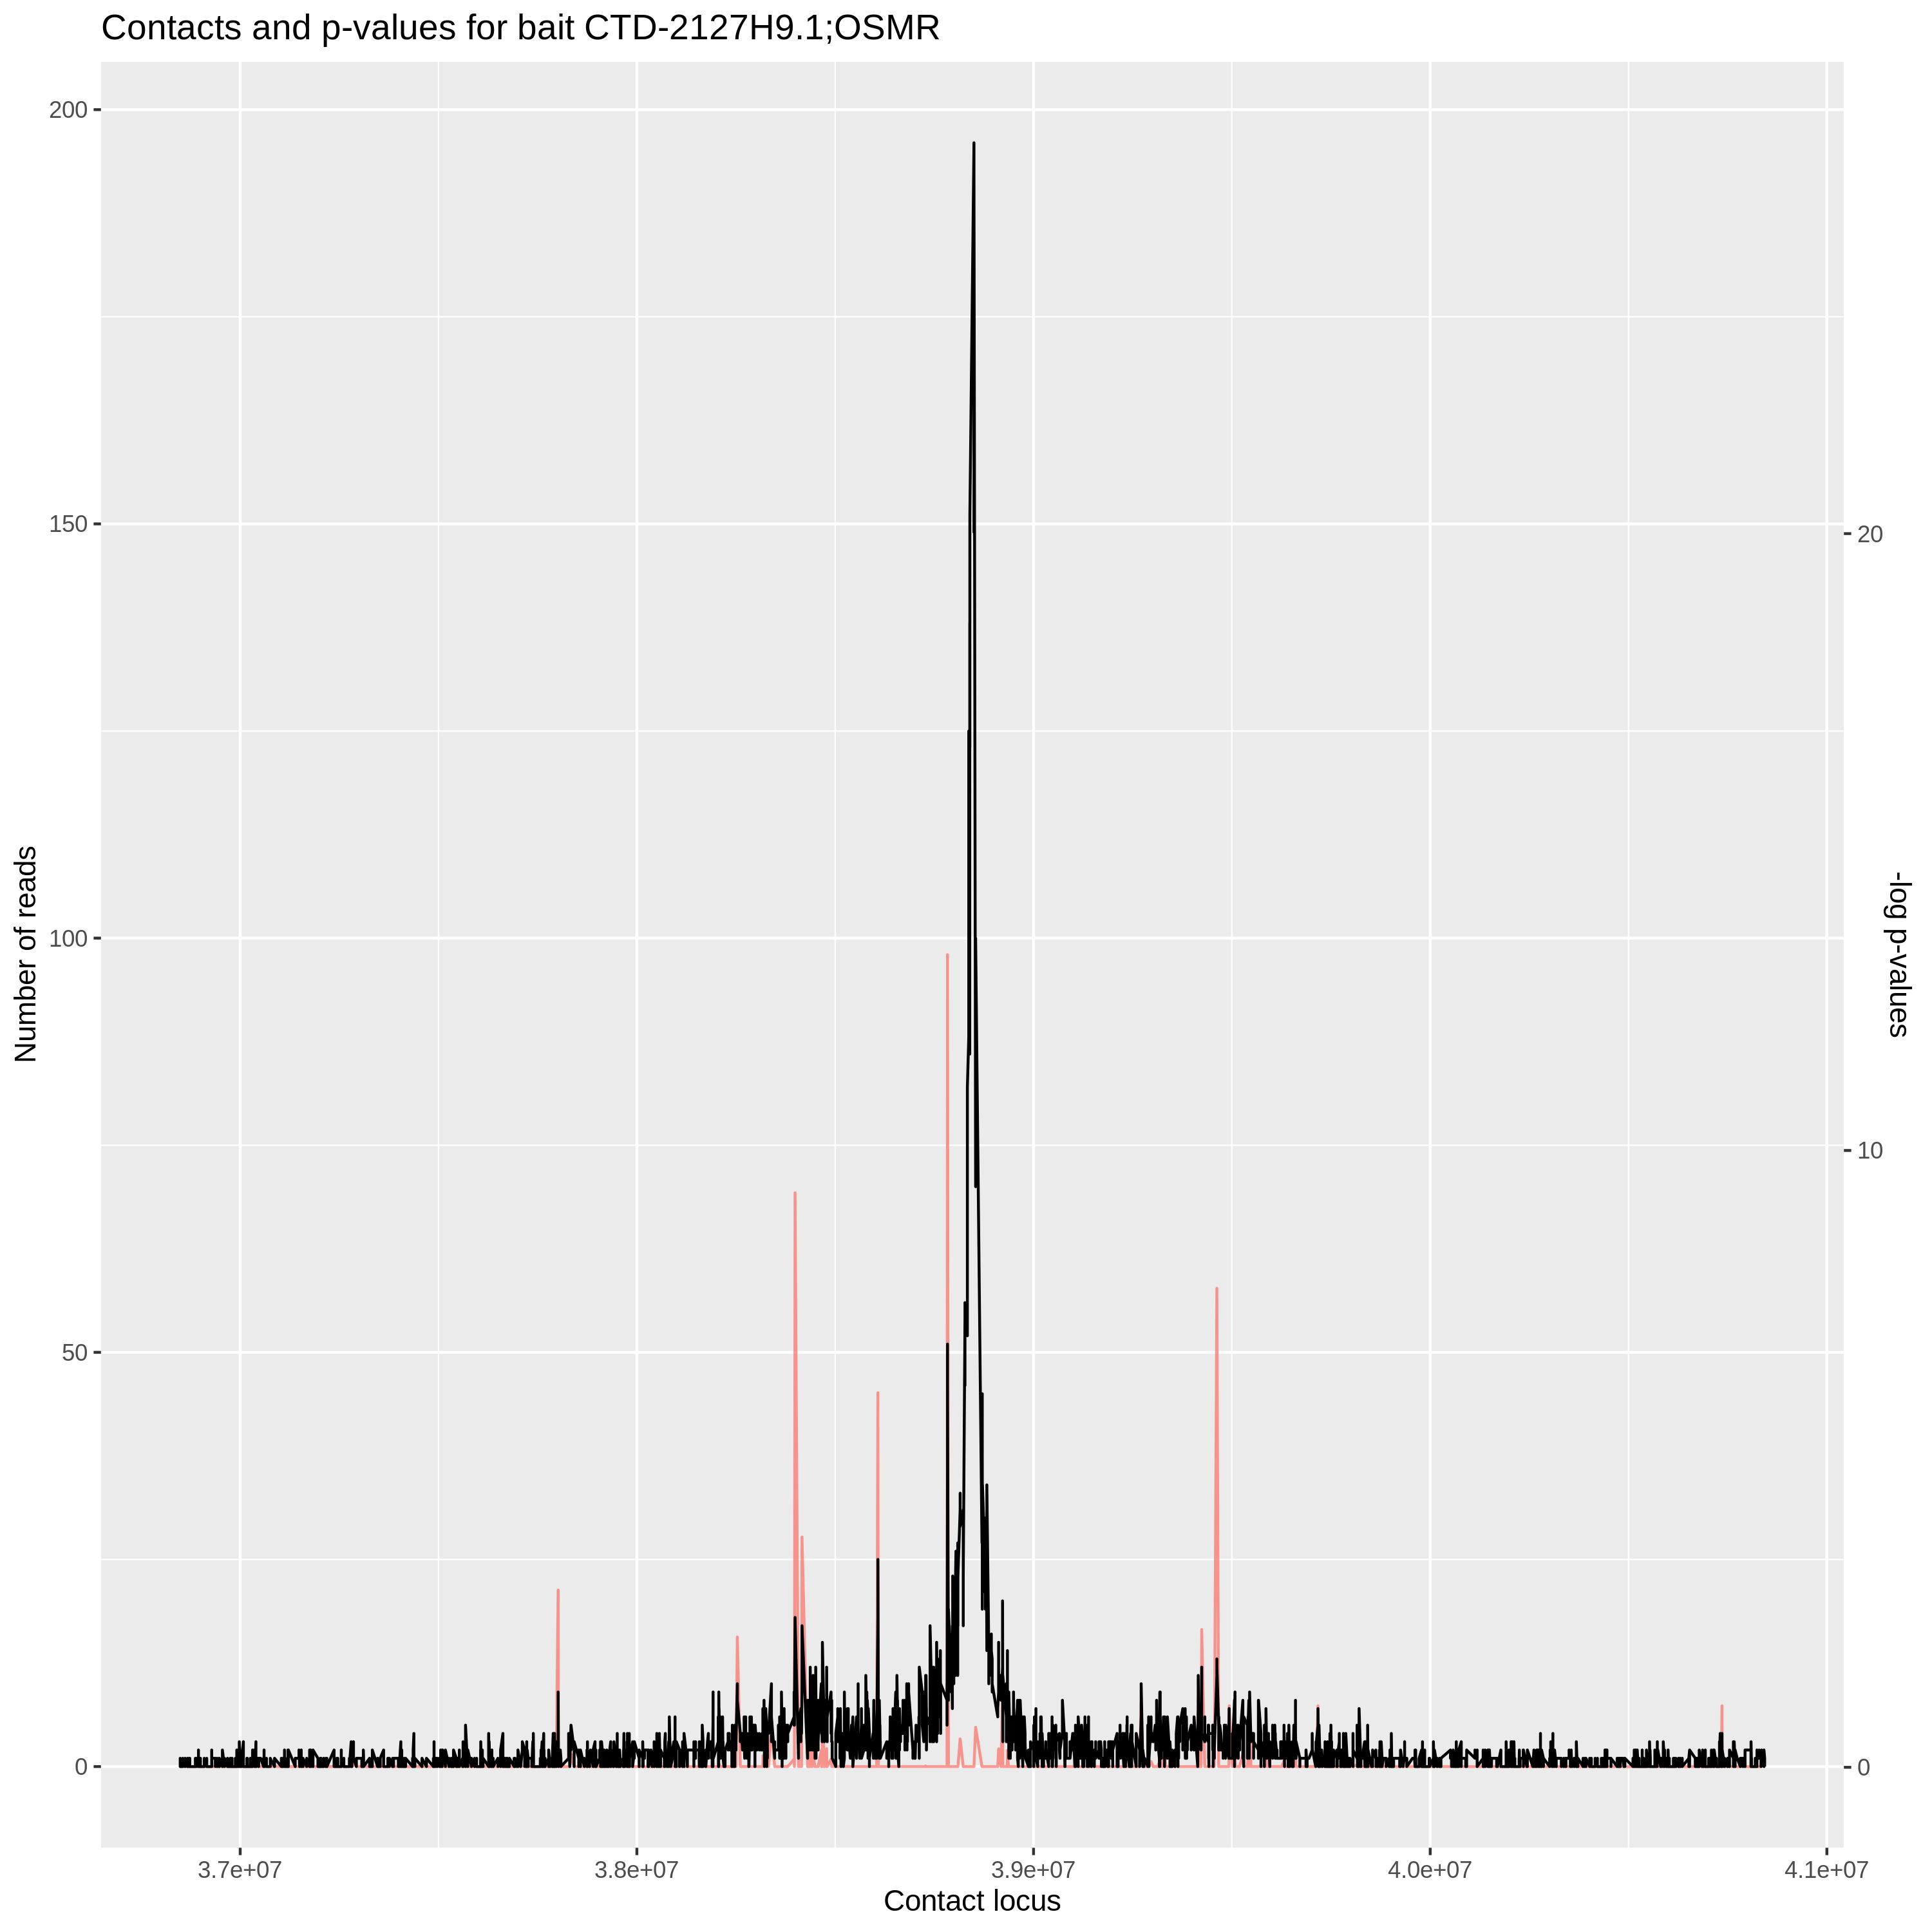 Contacts and p-values for bait CTD-2127H9.1;OSMR
Number of reads
200
150
100
50
0
20
10
0
-log p-values
3.7e+07 3.8e+07 3.9e+07 4.0e+07 4.1e+07
Contact locus